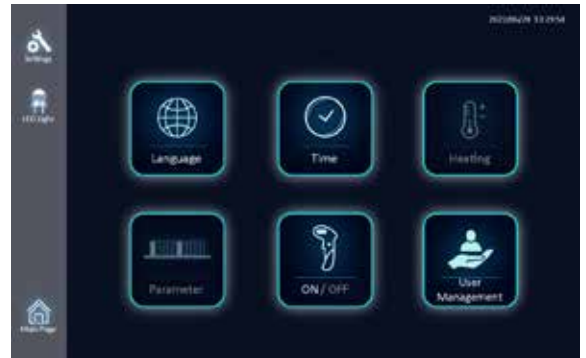 Settings
LED Light
Main Page
Language
Time
Heating
Parameter
ON / OFF
User
Management